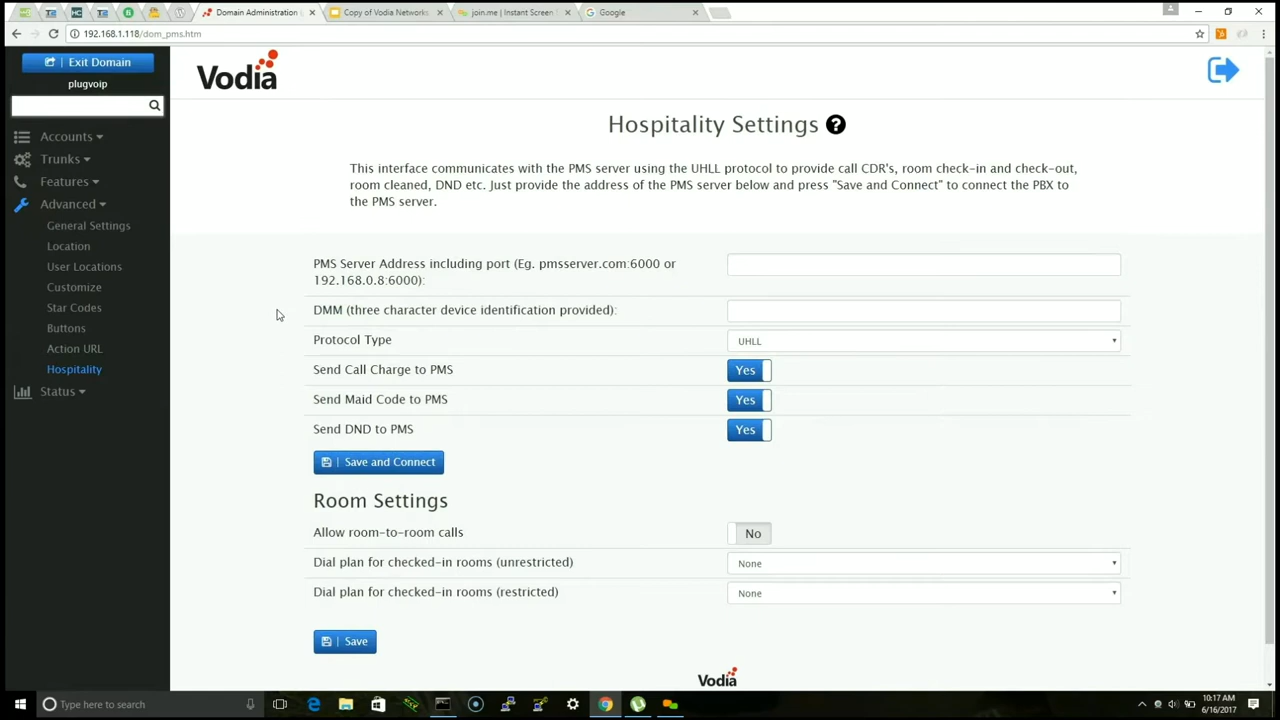 Domain Administration
Copy of Vodia Networks
join.me | Instant Screen
Google
192.168.1.118/dom_pms.htm
Exit Domain
plugvoip
Accounts
Trunks
Features
Advanced
General Settings
Location
User Locations
Customize
Star Codes
Buttons
Action URL
Hospitality
Status
Vodia
Hospitality Settings ?
This interface communicates with the PMS server using the UHLL protocol to provide call CDR's, room check-in and check-out,
room cleaned, DND etc. Just provide the address of the PMS server below and press "Save and Connect" to connect the PBX to
the PMS server.
PMS Server Address including port (Eg. pmsserver.com:6000 or
192.168.0.8:6000):
DMM (three character device identification provided):
Protocol Type UHLL
Send Call Charge to PMS Yes
Send Maid Code to PMS Yes
Send DND to PMS Yes
Save and Connect
Room Settings
Allow room-to-room calls No
Dial plan for checked-in rooms (unrestricted) None
Dial plan for checked-in rooms (restricted) None
Save
Vodia
Type here to search
10:17 AM
6/16/2017